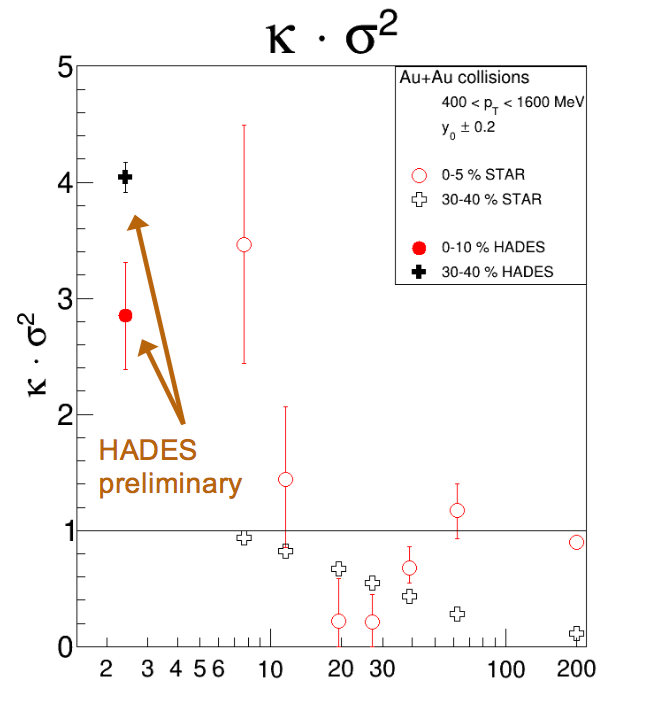 κ · σ²
5
4
3
2
1
0
κ · σ²
Au+Au collisions
400 < p_T < 1600 MeV
y_0 ± 0.2
0-5 % STAR
30-40 % STAR
0-10 % HADES
30-40 % HADES
HADES
preliminary
2 3 4 5 6 10 20 30 100 200